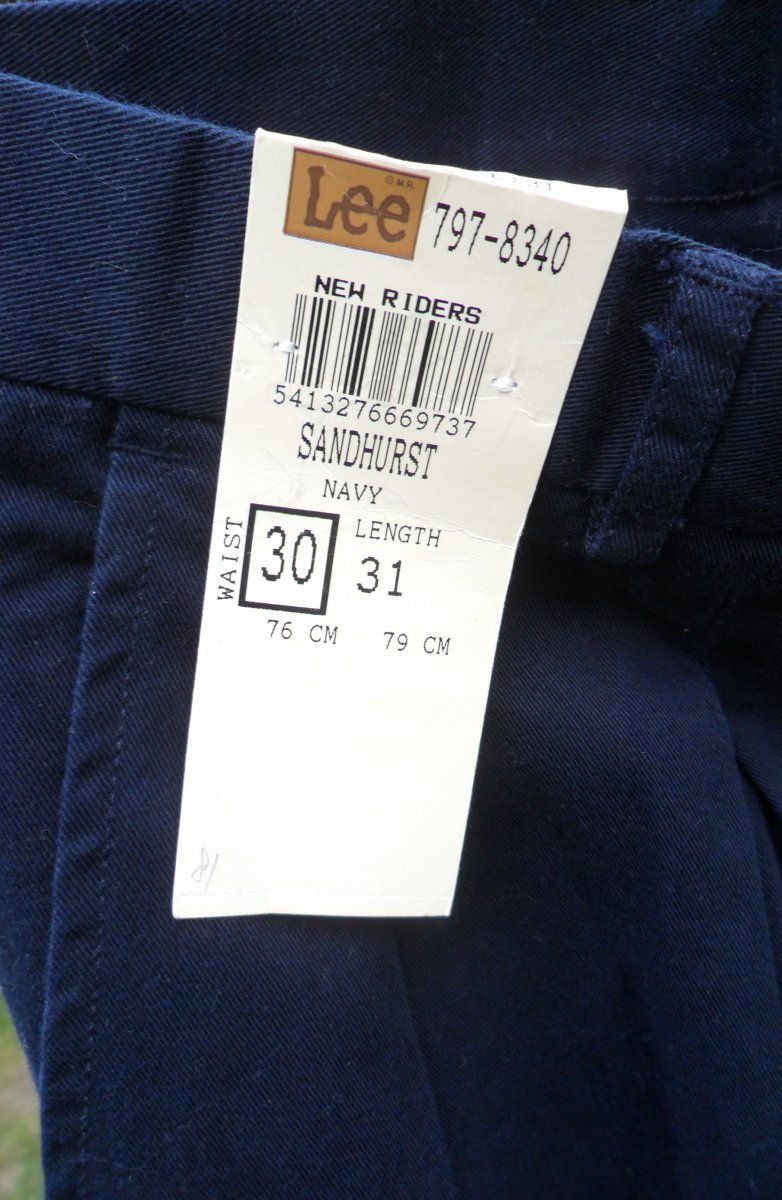 Lee
© M.R.
797-8340
NEW RIDERS
5413276669737
SANDHURST
NAVY
WAIST
30
LENGTH
31
76 CM
79 CM